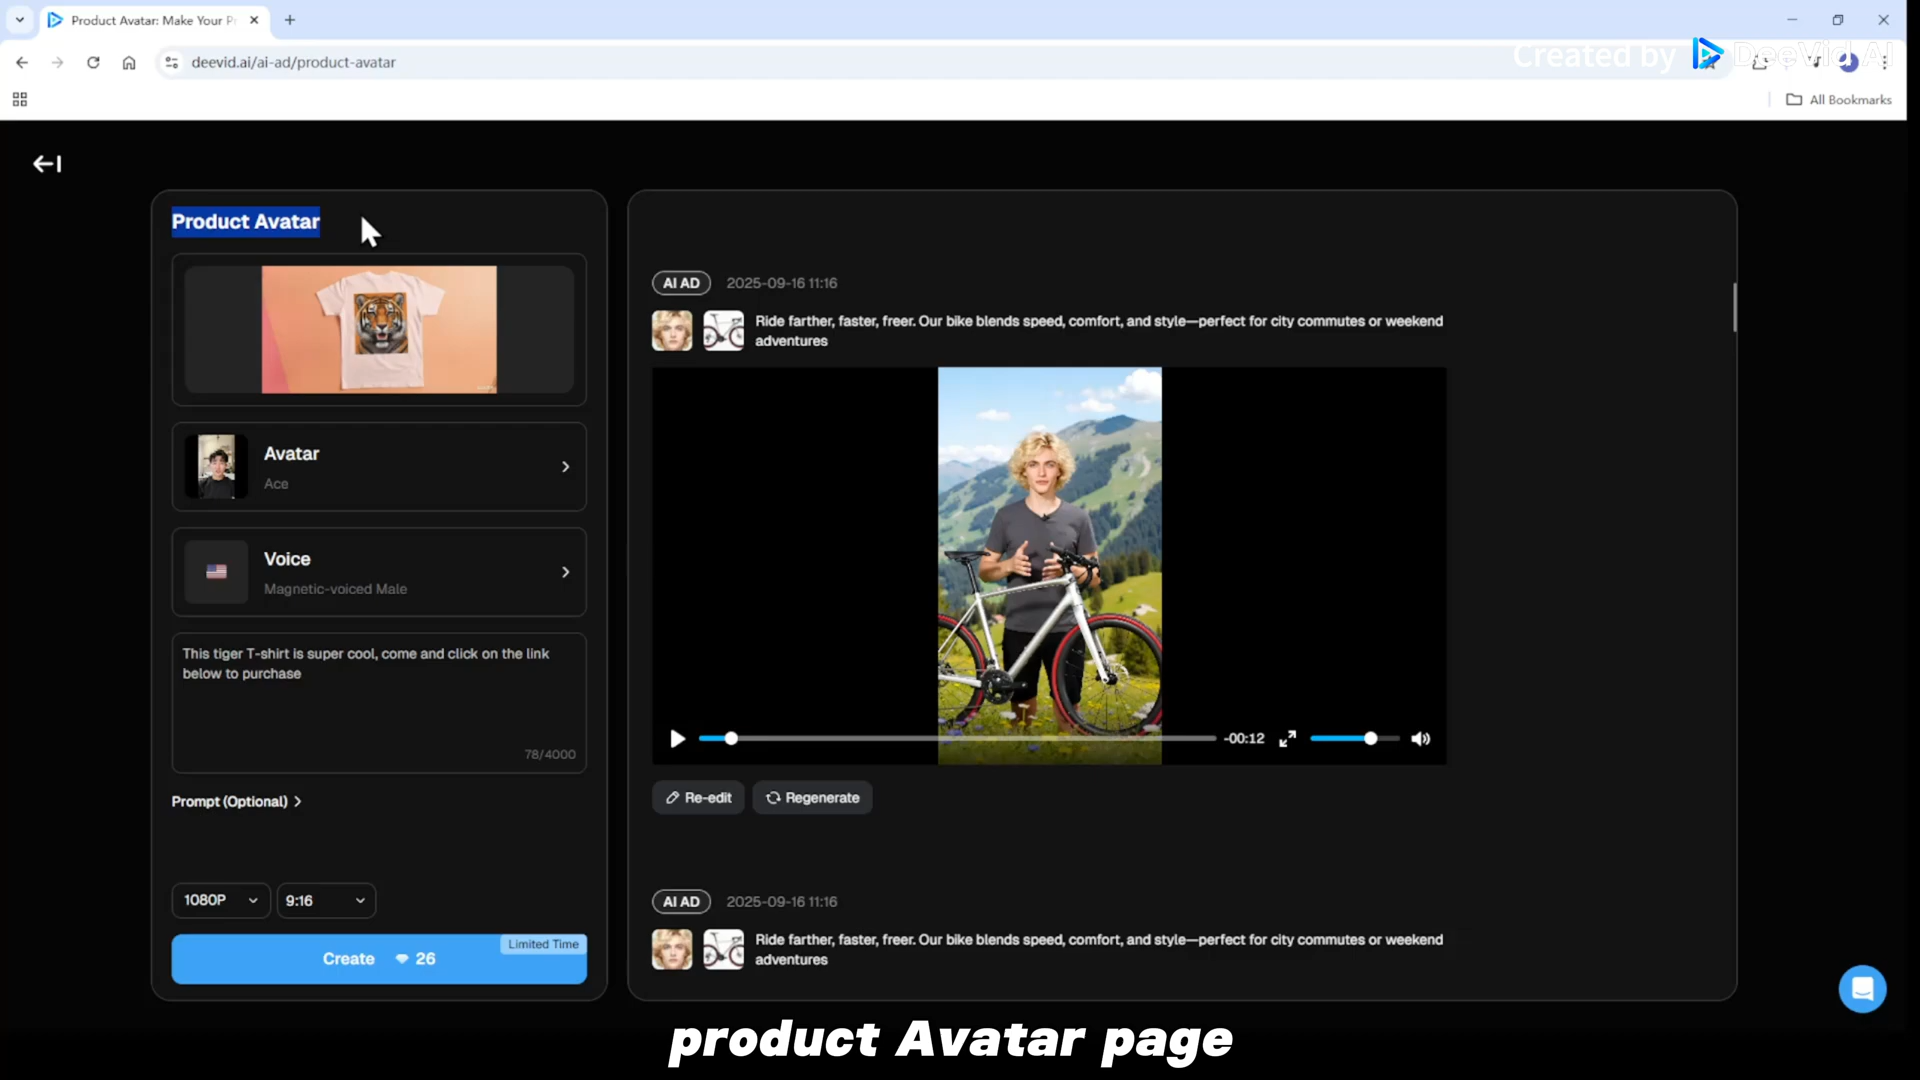 Product Avatar: Make Your Pr
deevid.ai/ai-ad/product-avatar
Created by DeeVid AI
All Bookmarks
Product Avatar
Avatar
Ace
Voice
Magnetic-voiced Male
This tiger T-shirt is super cool, come and click on the link
below to purchase
78/4000
Prompt (Optional)
1080P
9:16
Limited Time
Create 26
AI AD 2025-09-16 11:16
Ride farther, faster, freer. Our bike blends speed, comfort, and style—perfect for city commutes or weekend
adventures
-00:12
Re-edit
Regenerate
AI AD 2025-09-16 11:16
Ride farther, faster, freer. Our bike blends speed, comfort, and style—perfect for city commutes or weekend
adventures
product Avatar page